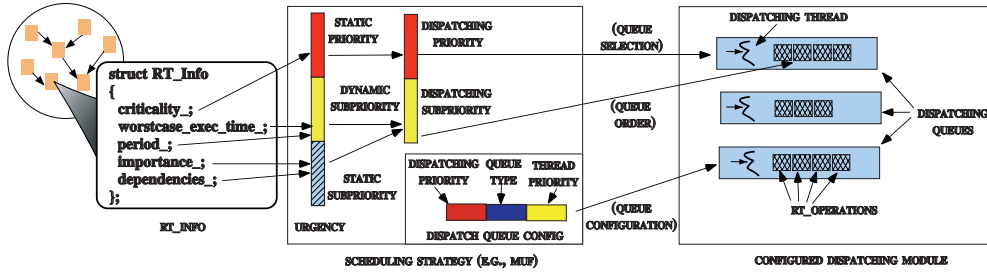 struct RT_Info
{
criticality_;
worstcase_exec_time_;
period_;
importance_;
dependencies_;
};
RT_INFO
STATIC
PRIORITY
DYNAMIC
SUBPRIORITY
STATIC
SUBPRIORITY
URGENCY
DISPATCHING
PRIORITY
DISPATCHING
SUBPRIORITY
DISPATCHING
PRIORITY
QUEUE
TYPE
THREAD
PRIORITY
DISPATCH QUEUE CONFIG
SCHEDULING STRATEGY (E.G., MUF)
(QUEUE
SELECTION)
(QUEUE
ORDER)
(QUEUE
CONFIGURATION)
DISPATCHING THREAD
DISPATCHING
QUEUES
RT_OPERATIONS
CONFIGURED DISPATCHING MODULE